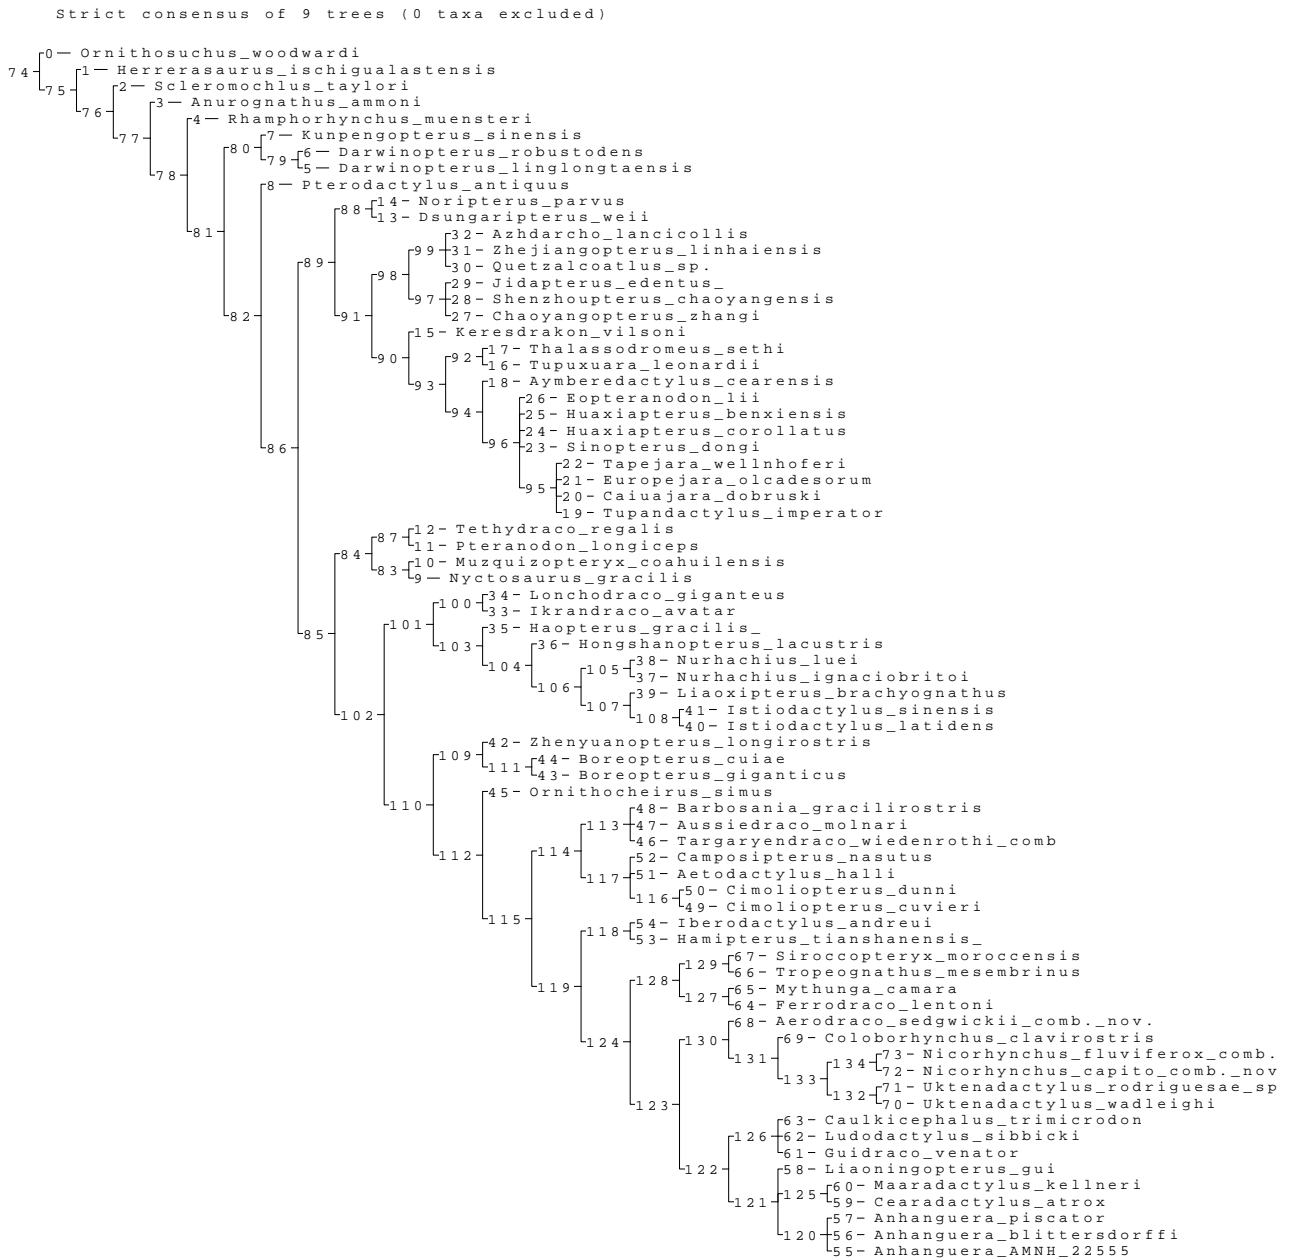 Strict consensus of 9 trees (0 taxa excluded)
0 Ornithosuchus_woodwardi
74 1 Herrerasaurus_ischigualastensis
75 2 Scleromochlus_taylori
3 Anurognathus_ammoni
76
4 Rhamphorhynchus_muensteri
7 Kunpengopterus_sinensis
77
80
6 Darwinopterus_robustodens
79
5 Darwinopterus_linglongtaensis
78
8 Pterodactylus_antiquus
14 Noripterus_parvus
88
13 Dsungaripterus_weii
81
32 Azhdarcho_lancicollis
99 31 Zhejiangopterus_linhaiensis
89
30 Quetzalcoatlus_sp.
98
29 Jidapterus_edentus_
97 28 Shenzhoupterus_chaoyangensis
82 91 27 Chaoyangopterus_zhangi
15 Keresdrakon_vilsoni
17 Thalassodromeus_sethi
90 92
16 Tupuxuara_leonardii
93 18 Aymberedactylus_cearensis
26 Eopteranodon_lii
94 25 Huaxiapterus_benxiensis
24 Huaxiapterus_corollatus
96
86 23 Sinopterus_dongi
22 Tapejara_wellnhoferi
21 Europejara_olcadesorum
95
20 Caiuajara_dobruski
19 Tupandactylus_imperator
12 Tethydraco_regalis
87
11 Pteranodon_longiceps
84
10 Muzquizopteryx_coahuilensis
83
9 Nyctosaurus_gracilis
34 Lonchodraco_giganteus
100
33 Ikrandraco_avatar
101
85 35 Haopterus_gracilis_
103 36 Hongshanopterus_lacustris
104 38 Nurhachius_luei
105
37 Nurhachius_ignaciobritoi
106 39 Liaoxipterus_brachyognathus
107
102 41 Istiodactylus_sinensis
108
40 Istiodactylus_latidens
42 Zhenyuanopterus_longirostris
109
44 Boreopterus_cuiae
111
43 Boreopterus_giganticus
45 Ornithocheirus_simus
110 48 Barbosania_gracilirostris
113 47 Aussiedraco_molnari
46 Targaryendraco_wiedenrothi_comb
112 114 52 Camposipterus_nasutus
51 Aetodactylus_halli
117
50 Cimoliopterus_dunni
116
49 Cimoliopterus_cuvieri
115 54 Iberodactylus_andreui
118
53 Hamipterus_tianshanensis_
67 Siroccopteryx_moroccensis
129
66 Tropeognathus_mesembrinus
128
119 65 Mythunga_camara
127
64 Ferrodraco_lentoni
68 Aerodraco_sedgwickii_comb._nov.
124 130 69 Coloborhynchus_clavirostris
131 73 Nicorhynchus_fluviferox_comb.
134
72 Nicorhynchus_capito_comb._nov
133
71 Uktenadactylus_rodriguesae_sp
132
123 70 Uktenadactylus_wadleighi
63 Caulkicephalus_trimicrodon
126 62 Ludodactylus_sibbicki
61 Guidraco_venator
122 58 Liaoningopterus_gui
60 Maaradactylus_kellneri
125
121 59 Cearadactylus_atrox
57 Anhanguera_piscator
120 56 Anhanguera_blittersdorffi
55 Anhanguera_AMNH_22555